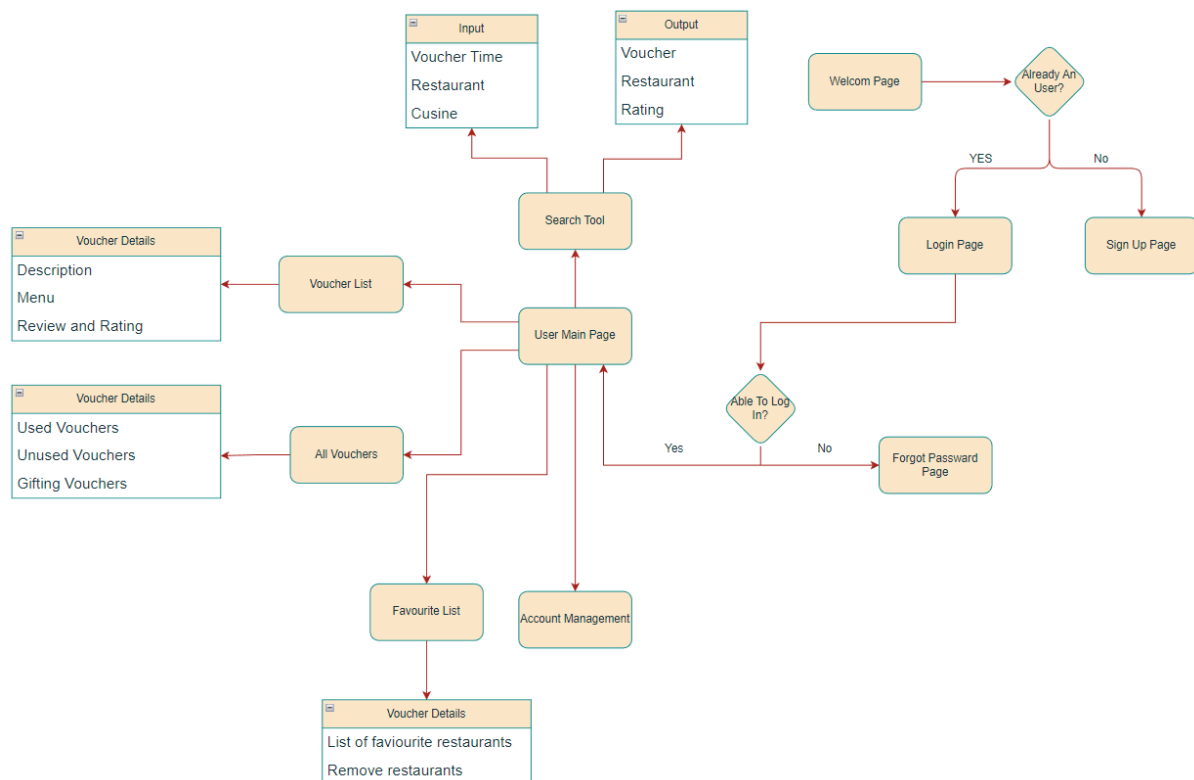 Input
Voucher Time
Restaurant
Cusine
Output
Voucher
Restaurant
Rating
Welcom Page
Already An
User?
YES
No
Search Tool
Login Page
Sign Up Page
Voucher Details
Description
Menu
Review and Rating
Voucher List
User Main Page
Able To Log
In?
Yes
No
Forgot Passward
Page
Voucher Details
Used Vouchers
Unused Vouchers
Gifting Vouchers
All Vouchers
Favourite List
Account Management
Voucher Details
List of faviourite restaurants
Remove restaurants